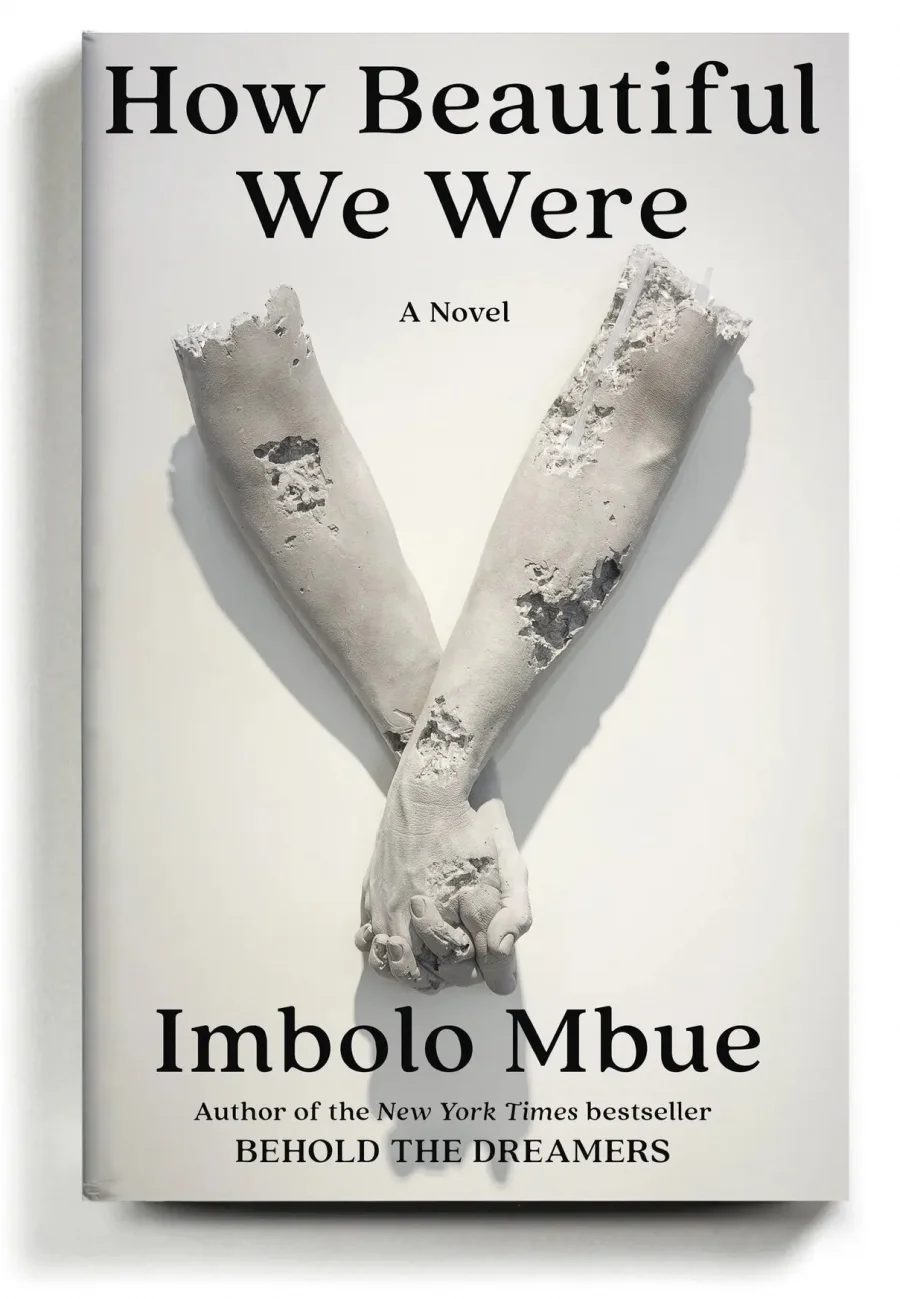 How Beautiful
We Were
A Novel
Imbolo Mbue
Author of the New York Times bestseller
BEHOLD THE DREAMERS